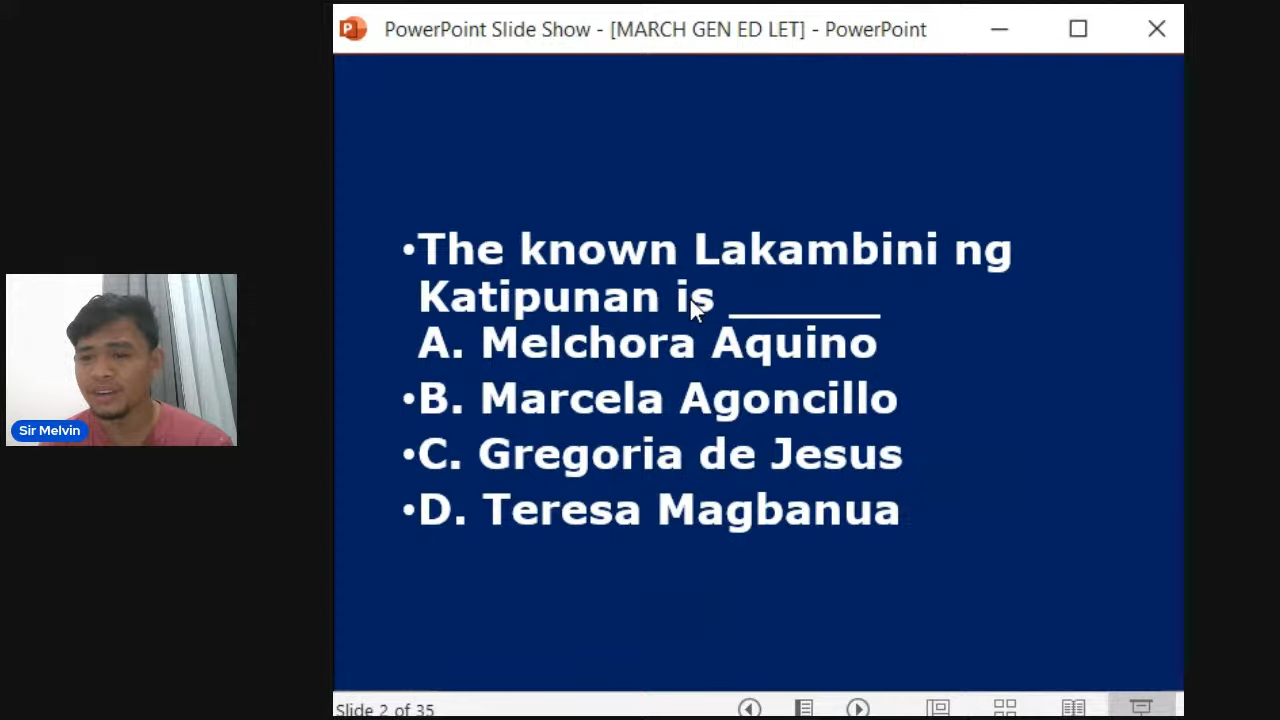 PowerPoint Slide Show - [MARCH GEN ED LET] - PowerPoint
•The known Lakambini ng
Katipunan is _______
A. Melchora Aquino
•B. Marcela Agoncillo
•C. Gregoria de Jesus
•D. Teresa Magbanua
Sir Melvin
Slide 2 of 35